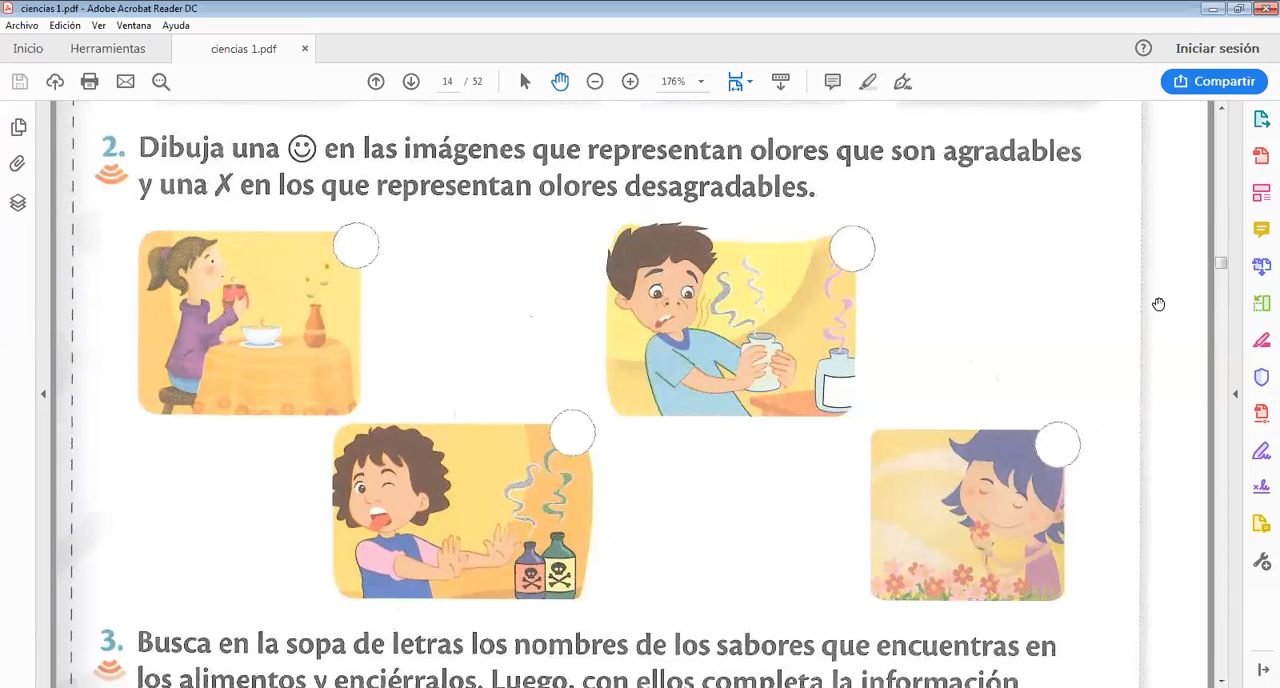 ciencias 1.pdf - Adobe Acrobat Reader DC
Archivo Edición Ver Ventana Ayuda
Inicio Herramientas ciencias 1.pdf × Iniciar sesión
14 / 52 176% Compartir
2. Dibuja una ☺ en las imágenes que representan olores que son agradables
y una ✗ en los que representan olores desagradables.
3. Busca en la sopa de letras los nombres de los sabores que encuentras en
los alimentos y enciérralos. Luego, con ellos completa la información